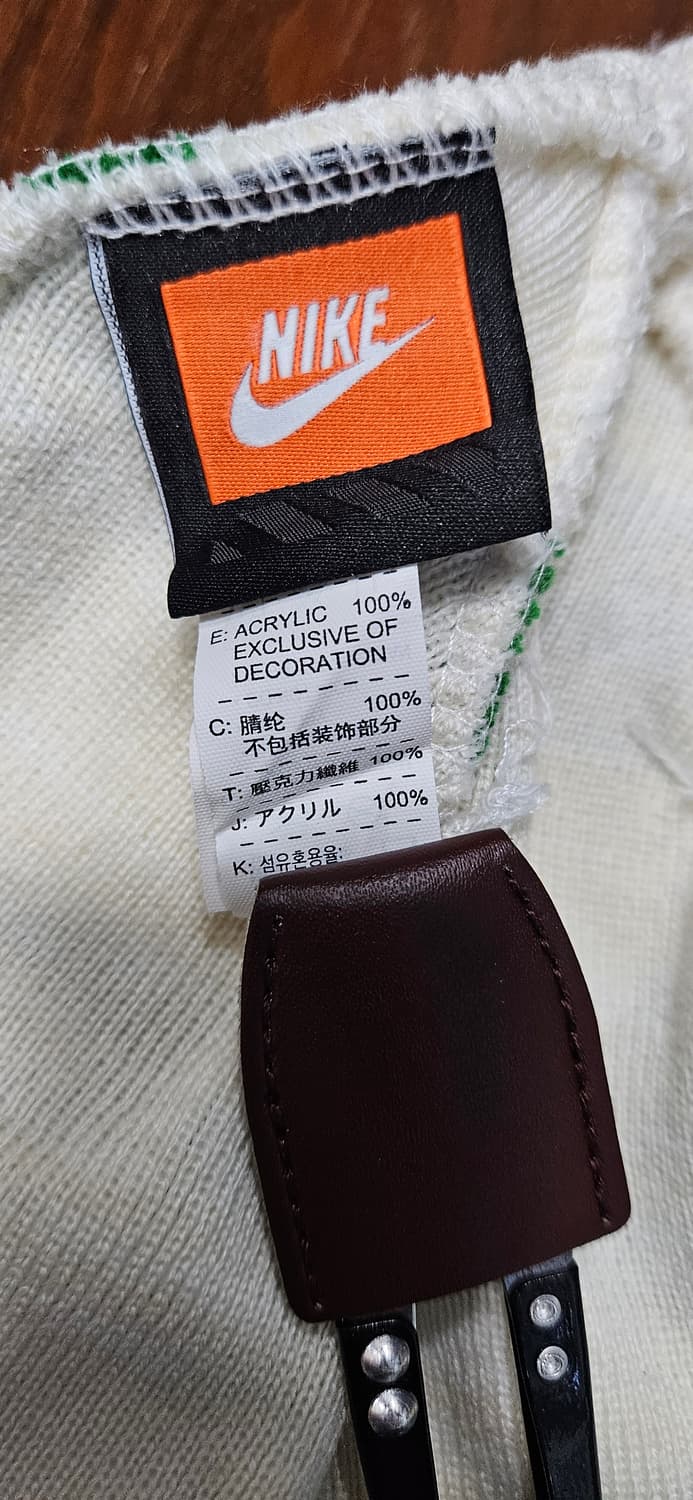 NIKE
E: ACRYLIC 100%
EXCLUSIVE OF
DECORATION
100%
C:腈纶
不包括装饰部分
T: 壓克力纖維 100%
J: アクリル 100%
K: 섬유혼용율: